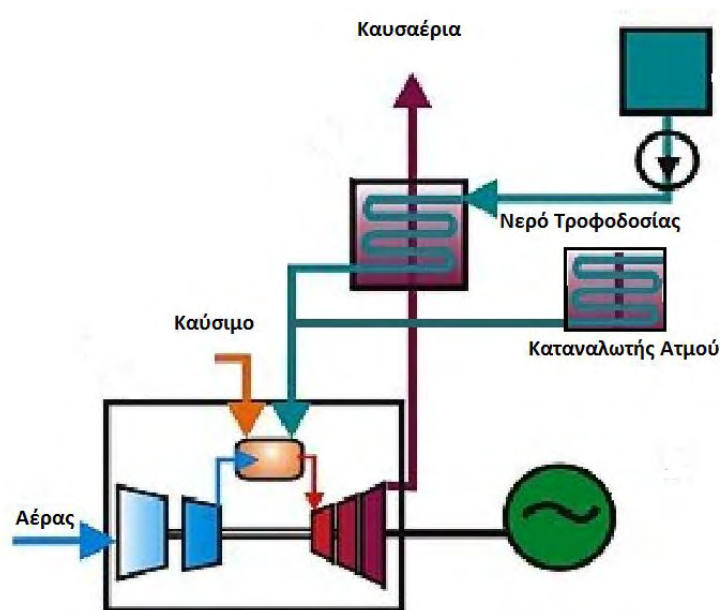 Καυσαέρια
Νερό Τροφοδοσίας
Καύσιμο
Καταναλωτής Ατμού
Αέρας